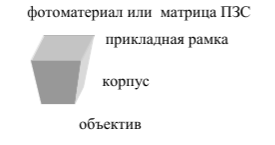 фотоматериал или матрица ПЗС
прикладная рамка
корпус
объектив